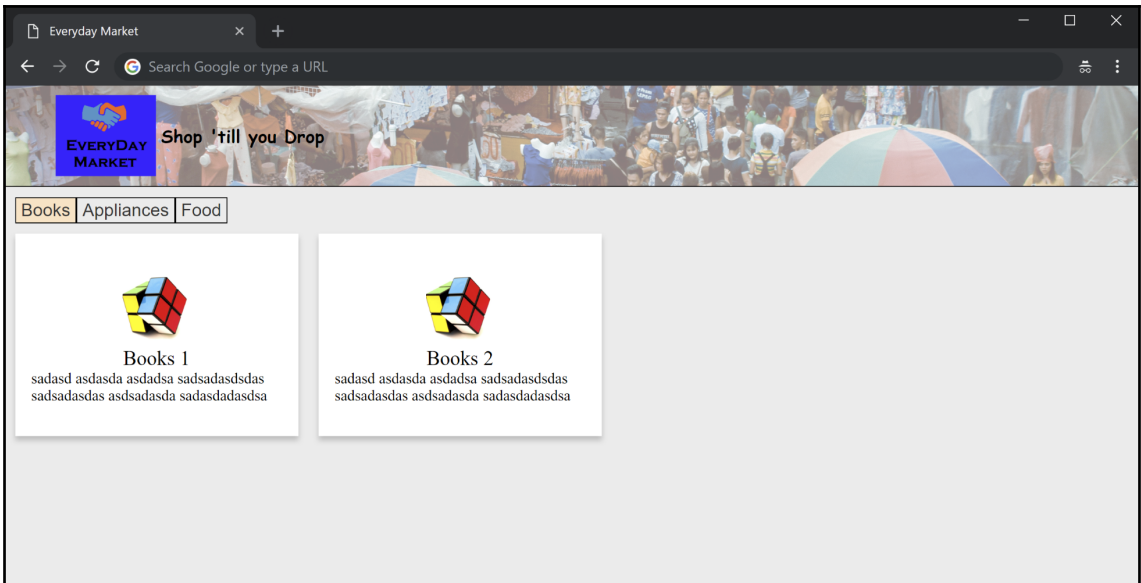 Everyday Market
Search Google or type a URL
EVERYDAY
MARKET
Shop 'till you Drop
Books Appliances Food
Books 1
sadasd asdasda asdadsa sadsadasdsdas
sadsadasdas asdsadasda sadasdadasdsa
Books 2
sadasd asdasda asdadsa sadsadasdsdas
sadsadasdas asdsadasda sadasdadasdsa